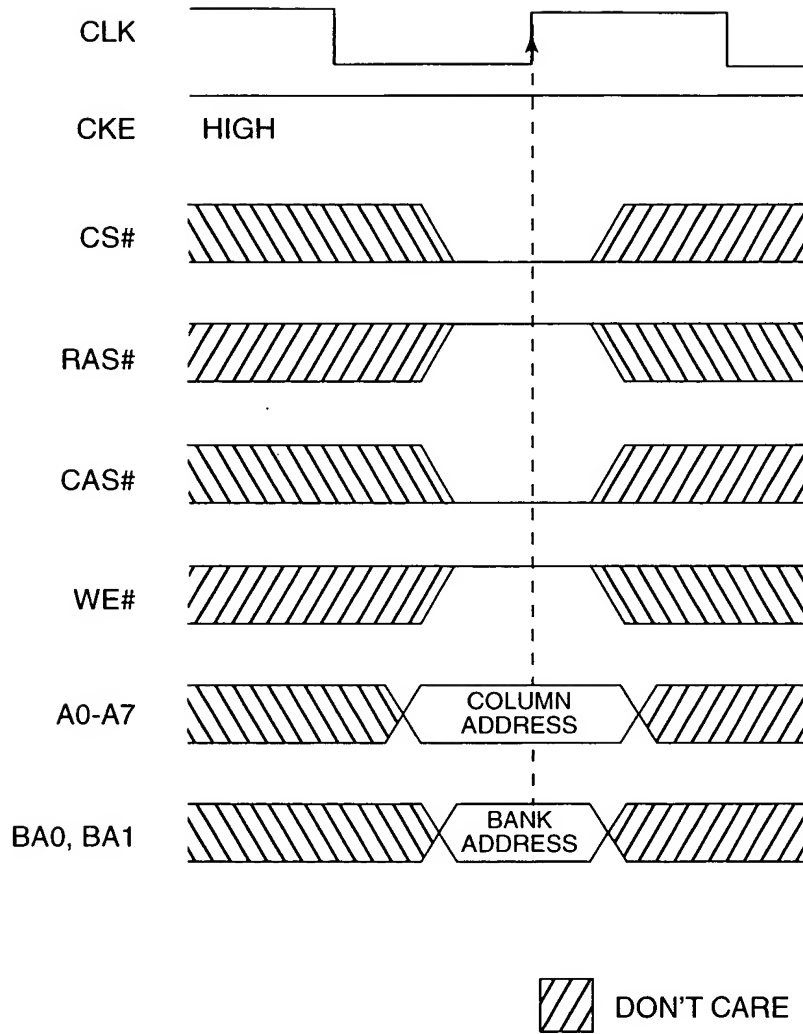 CLK
CKE HIGH
CS#
RAS#
CAS#
WE#
A0-A7 COLUMN
ADDRESS
BA0, BA1 BANK
ADDRESS
DON'T CARE